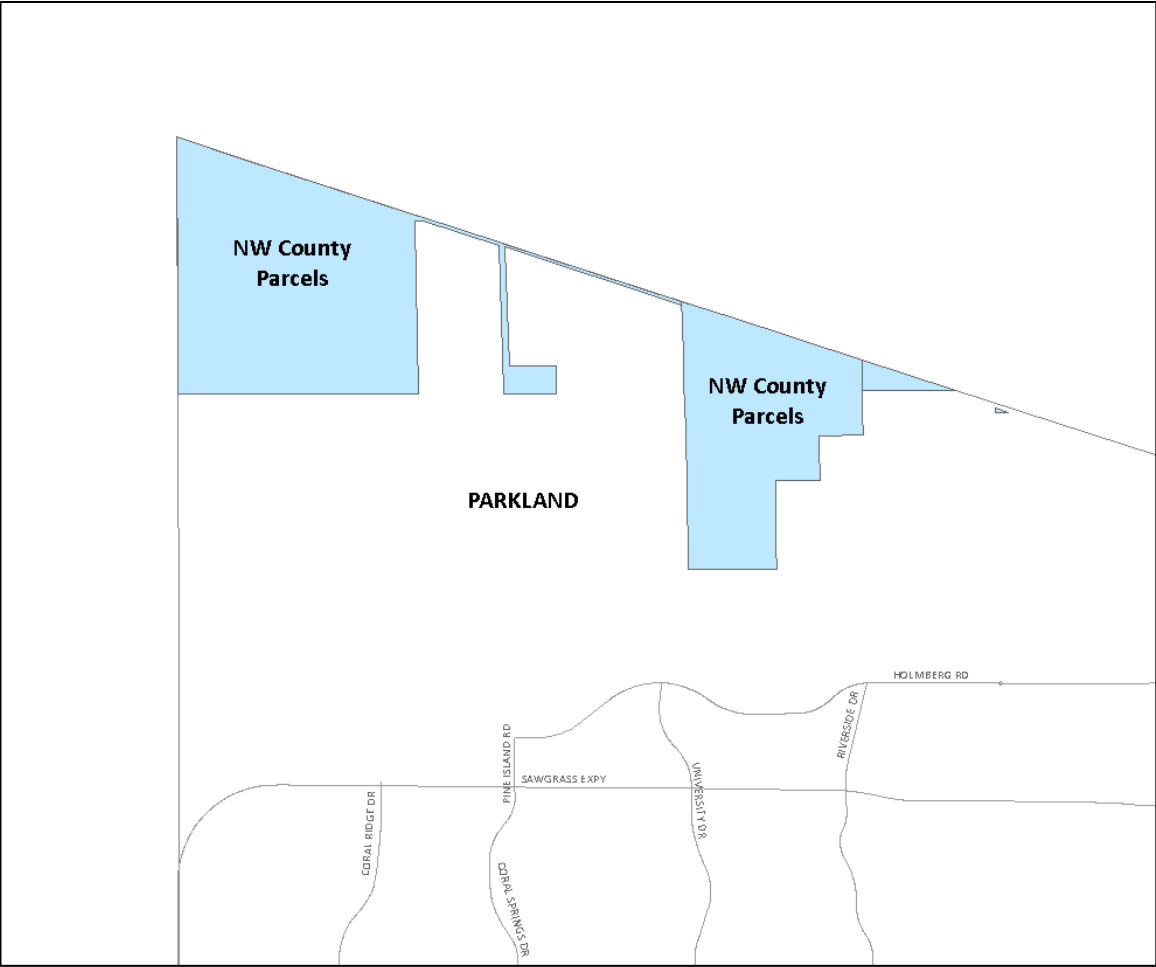 NW County
Parcels
NW County
Parcels
PARKLAND
HOLMBERG RD
RIVERSIDE DR
PINE ISLAND RD
SAWGRASS EXPY
UNIVERSITY DR
CORAL RIDGE DR
CORAL SPRINGS DR